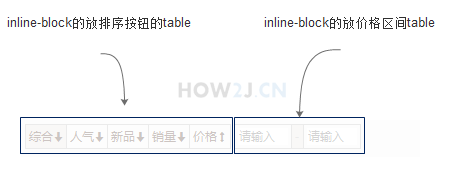 inline-block的放排序按钮的table
inline-block的放价格区间table
HOW2J.CN
综合⬇ 人气⬇ 新品⬇ 销量⬇ 价格⬆ 请输入 - 请输入